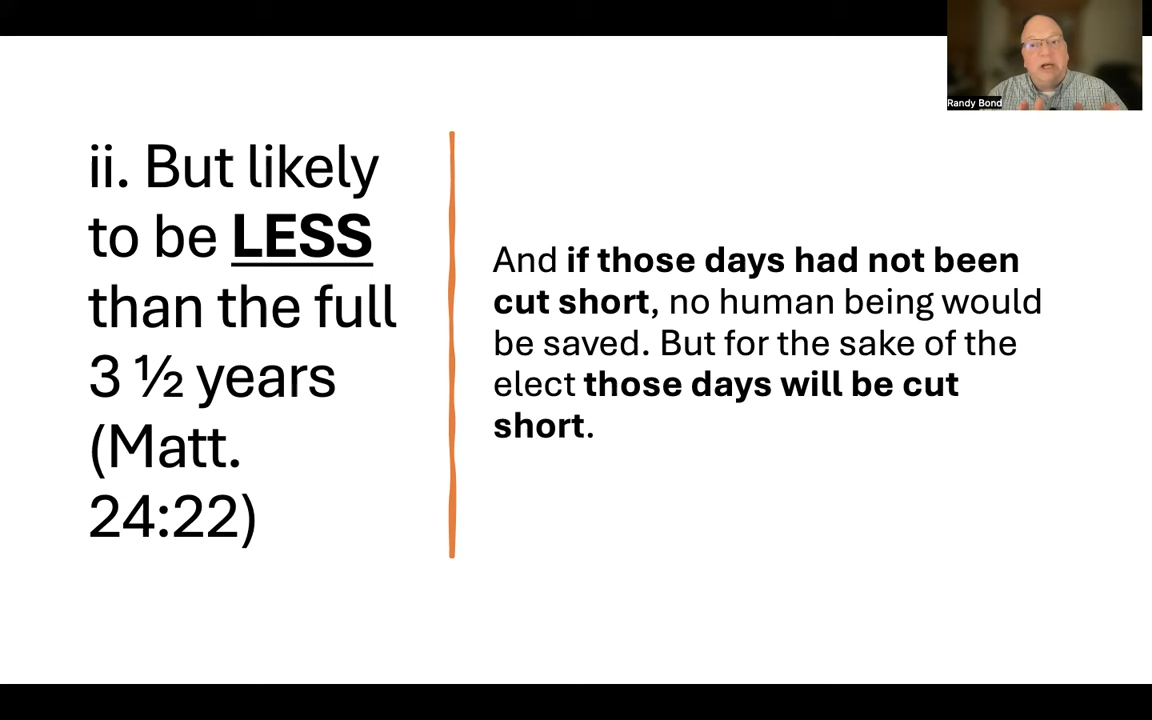 Randy Bond
ii. But likely
to be LESS
than the full
3 ½ years
(Matt.
24:22)
And if those days had not been
cut short, no human being would
be saved. But for the sake of the
elect those days will be cut
short.